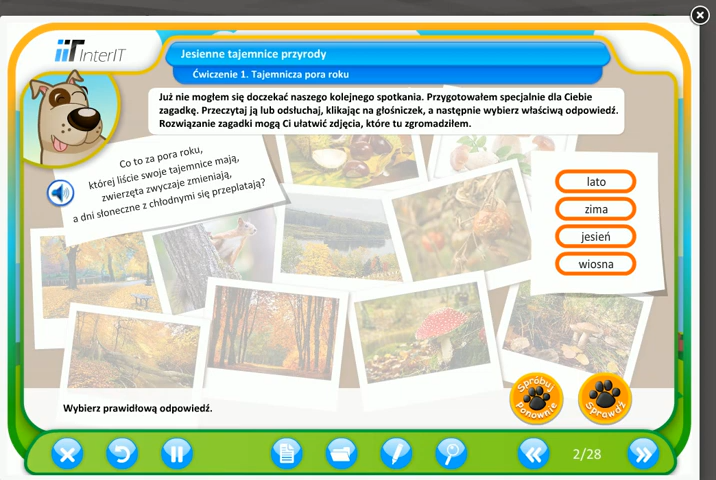 InterIT
Jesienne tajemnice przyrody
Ćwiczenie 1. Tajemnicza pora roku
Już nie mogłem się doczekać naszego kolejnego spotkania. Przygotowałem specjalnie dla Ciebie
zagadkę. Przeczytaj ją lub odsłuchaj, klikając na głośniczek, a następnie wybierz właściwą odpowiedź.
Rozwiązanie zagadki mogą Ci ułatwić zdjęcia, które tu zgromadziłem.
Co to za pora roku,
której liście swoje tajemnice mają,
zwierzęta zwyczaje zmieniają,
a dni słoneczne z chłodnymi się przeplatają?
lato
zima
jesień
wiosna
Wybierz prawidłową odpowiedź.
Spróbuj
ponownie
Sprawdź
2/28